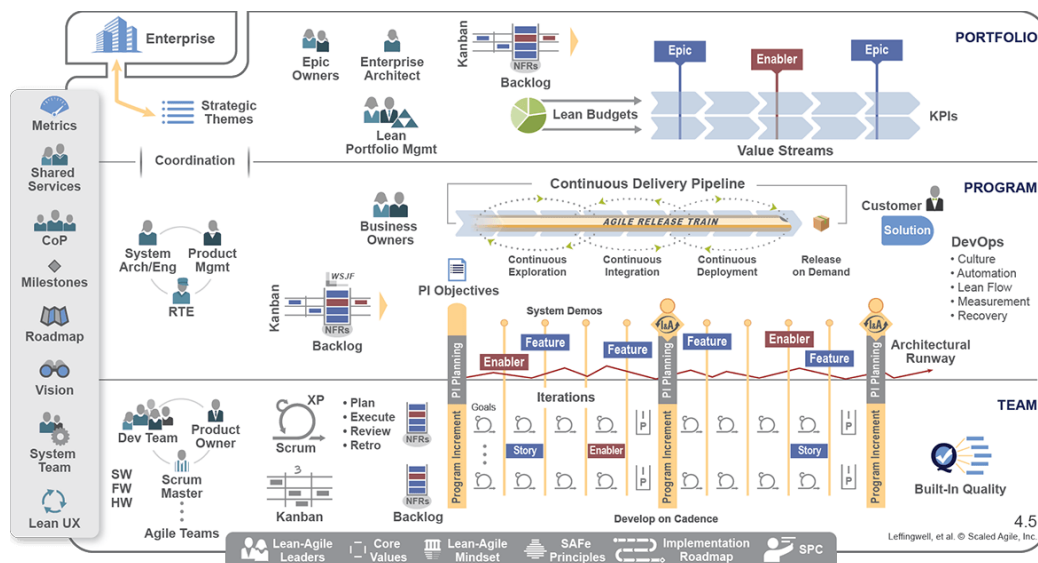 Enterprise
Strategic
Themes
Coordination
Epic
Owners
Enterprise
Architect
Lean
Portfolio Mgmt
Kanban
NFRs
Backlog
Lean Budgets
Epic
Enabler
Epic
KPIs
Value Streams
PORTFOLIO
Metrics
Shared
Services
CoP
Milestones
Roadmap
Vision
System
Team
Lean UX
System
Arch/Eng
Product
Mgmt
RTE
Business
Owners
Kanban
WSJF
NFRs
Backlog
PI Objectives
Continuous Delivery Pipeline
AGILE RELEASE TRAIN
Continuous
Exploration
Continuous
Integration
Continuous
Deployment
Release
on Demand
Customer
Solution
PROGRAM
DevOps
• Culture
• Automation
• Lean Flow
• Measurement
• Recovery
System Demos
I&A
I&A
Enabler
Feature
Feature
Feature
Enabler
Feature
Architectural
Runway
PI Planning
PI Planning
PI Planning
Program Increment
Program Increment
Program Increment
Dev Team
Product
Owner
Scrum
Master
SW
FW
HW
Agile Teams
XP
Scrum
• Plan
• Execute
• Review
• Retro
NFRs
3
Kanban
NFRs
Backlog
Iterations
Goals
Story
Enabler
Story
I P
I P
I P
I P
Develop on Cadence
TEAM
Built-In Quality
4.5
Leffingwell, et al. © Scaled Agile, Inc.
Lean-Agile
Leaders
Core
Values
Lean-Agile
Mindset
SAFe
Principles
Implementation
Roadmap
SPC